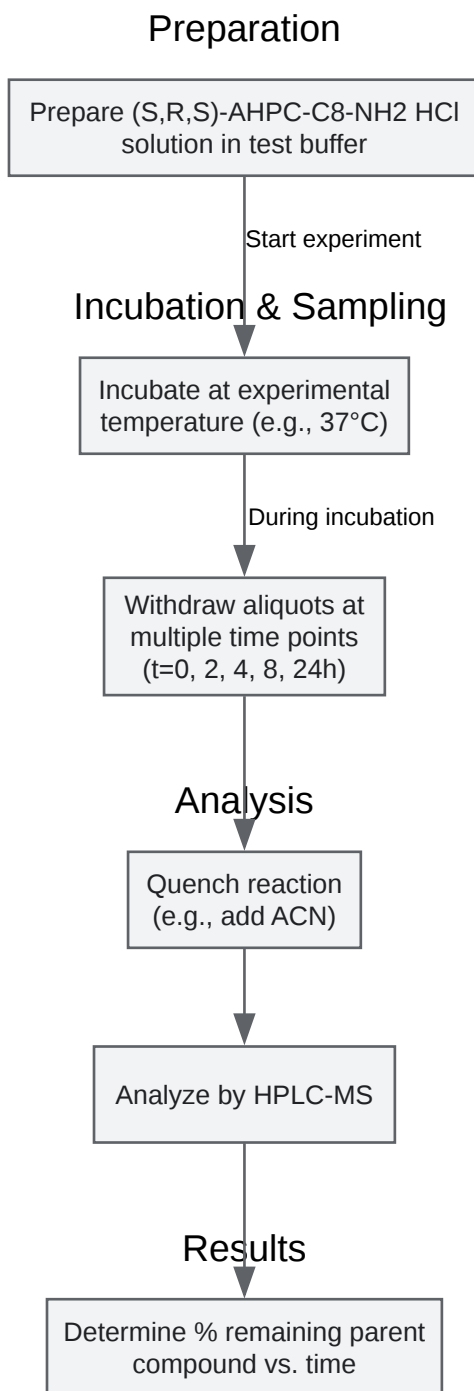 Preparation
Prepare (S,R,S)-AHPC-C8-NH2 HCl
solution in test buffer
Start experiment
Incubation & Sampling
Incubate at experimental
temperature (e.g., 37°C)
During incubation
Withdraw aliquots at
multiple time points
(t=0, 2, 4, 8, 24h)
Analysis
Quench reaction
(e.g., add ACN)
Analyze by HPLC-MS
Results
Determine % remaining parent
compound vs. time